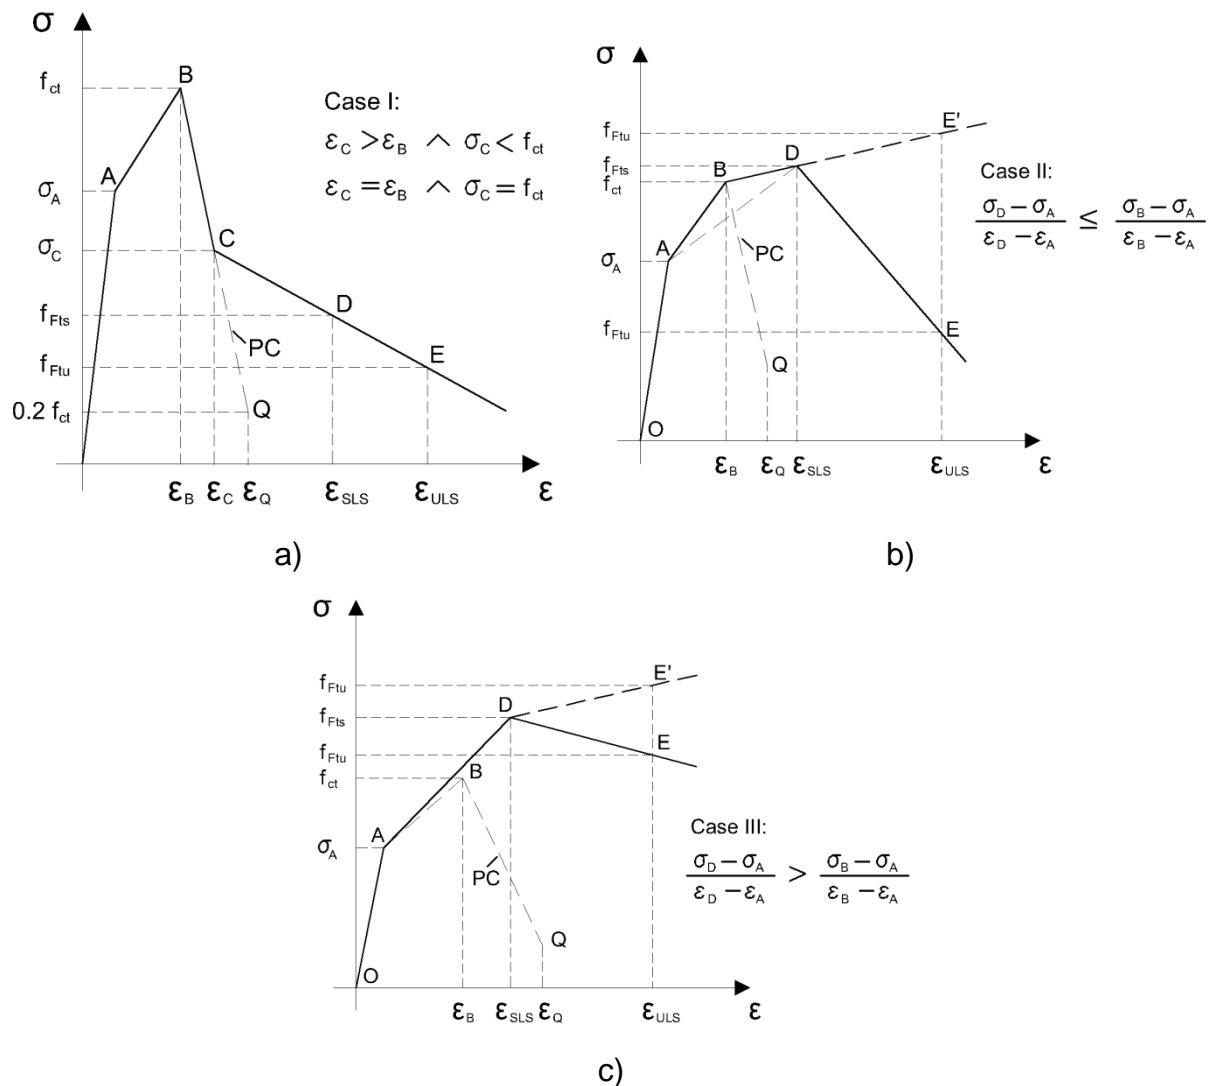 σ
f ct
B
Case I:
ε_C > ε_B ∧ σ_C < f_ct
ε_C = ε_B ∧ σ_C = f_ct
A
σ_A
C
σ_C
D
f_Fts
PC
E
f_Ftu
0.2 f_ct
Q
ε_B ε_C ε_Q ε_SLS ε_ULS ε
a)
σ
E'
f_Ftu
D
f_Fts
B
f_ct
Case II:
(σ_D − σ_A)/(ε_D − ε_A) ≤ (σ_B − σ_A)/(ε_B − ε_A)
A
PC
σ_A
f_Ftu
E
Q
O
ε_B ε_Q ε_SLS ε_ULS ε
b)
σ
E'
f_Ftu
D
f_Fts
E
f_Ftu
B
f_ct
A
σ_A
Case III:
(σ_D − σ_A)/(ε_D − ε_A) > (σ_B − σ_A)/(ε_B − ε_A)
PC
Q
O
ε_B ε_SLS ε_Q ε_ULS ε
c)